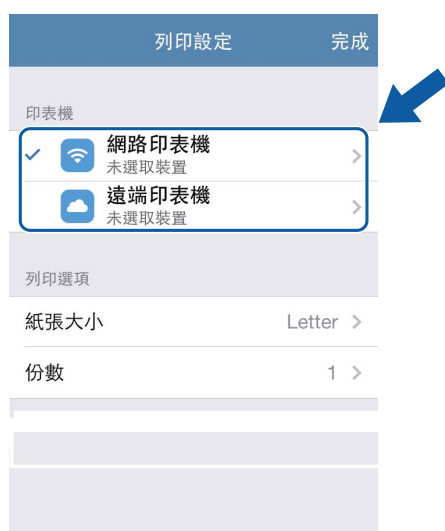 列印設定 完成
印表機
網路印表機
未選取裝置
遠端印表機
未選取裝置
列印選項
紙張大小 Letter
份數 1